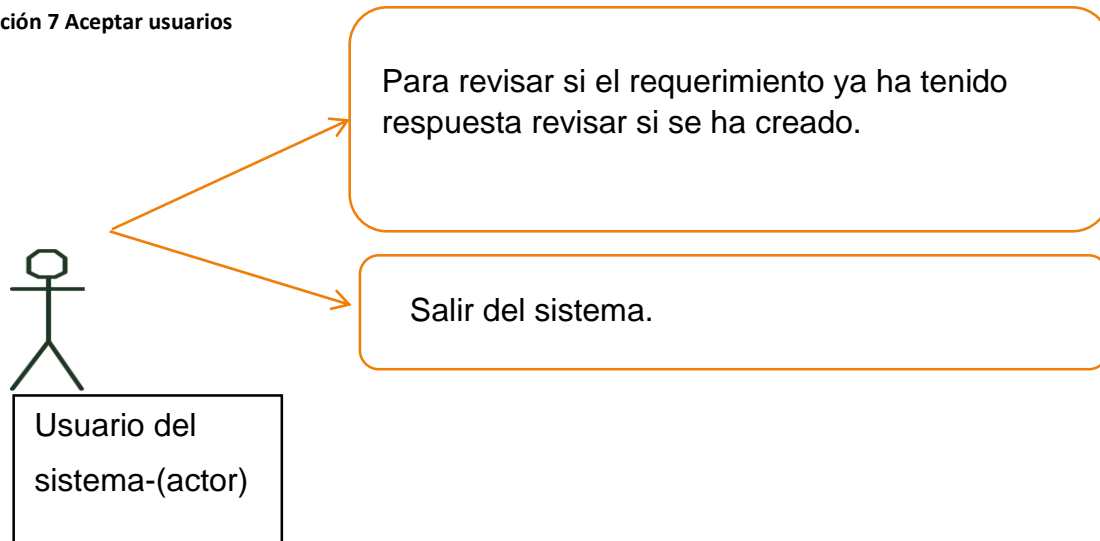 ción 7 Aceptar usuarios
Para revisar si el requerimiento ya ha tenido
respuesta revisar si se ha creado.
Salir del sistema.
Usuario del
sistema-(actor)